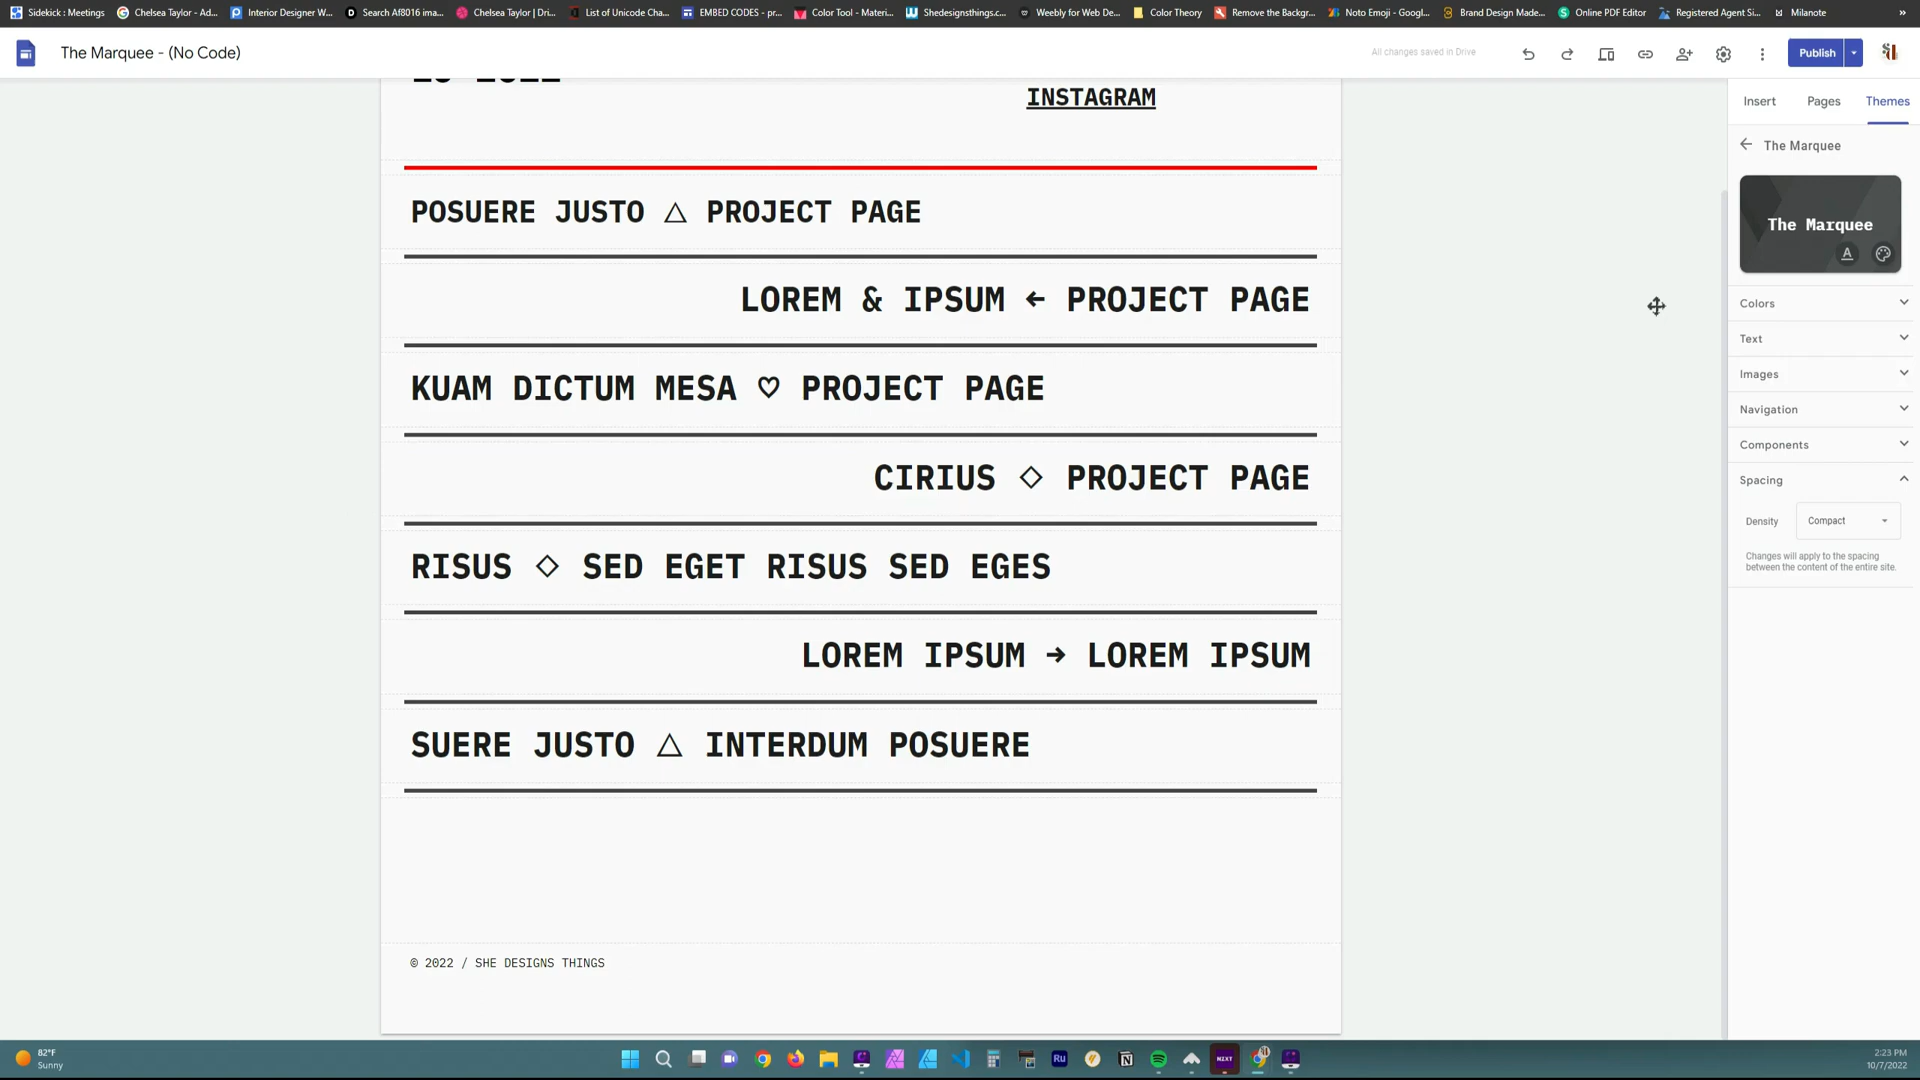 Sidekick : Meetings Chelsea Taylor - Ad... Interior Designer W... Search Af8016 ima... Chelsea Taylor | Dri... List of Unicode Cha... EMBED CODES - pr... Color Tool - Materi... Shedesignsthings.c... Weebly for Web De... Color Theory Remove the Backgr... Noto Emoji - Googl... Brand Design Made... Online PDF Editor Registered Agent Si... Milanote »
The Marquee - (No Code)
All changes saved in Drive
Publish
Insert Pages Themes
INSTAGRAM
The Marquee
The Marquee
A
POSUERE JUSTO △ PROJECT PAGE
LOREM & IPSUM ← PROJECT PAGE
KUAM DICTUM MESA ♡ PROJECT PAGE
CIRIUS ◇ PROJECT PAGE
RISUS ◇ SED EGET RISUS SED EGES
LOREM IPSUM → LOREM IPSUM
SUERE JUSTO △ INTERDUM POSUERE
© 2022 / SHE DESIGNS THINGS
Colors
Text
Images
Navigation
Components
Spacing
Density Compact
Changes will apply to the spacing
between the content of the entire site.
82°F
Sunny
Ru
NZXT
2:23 PM
10/7/2022